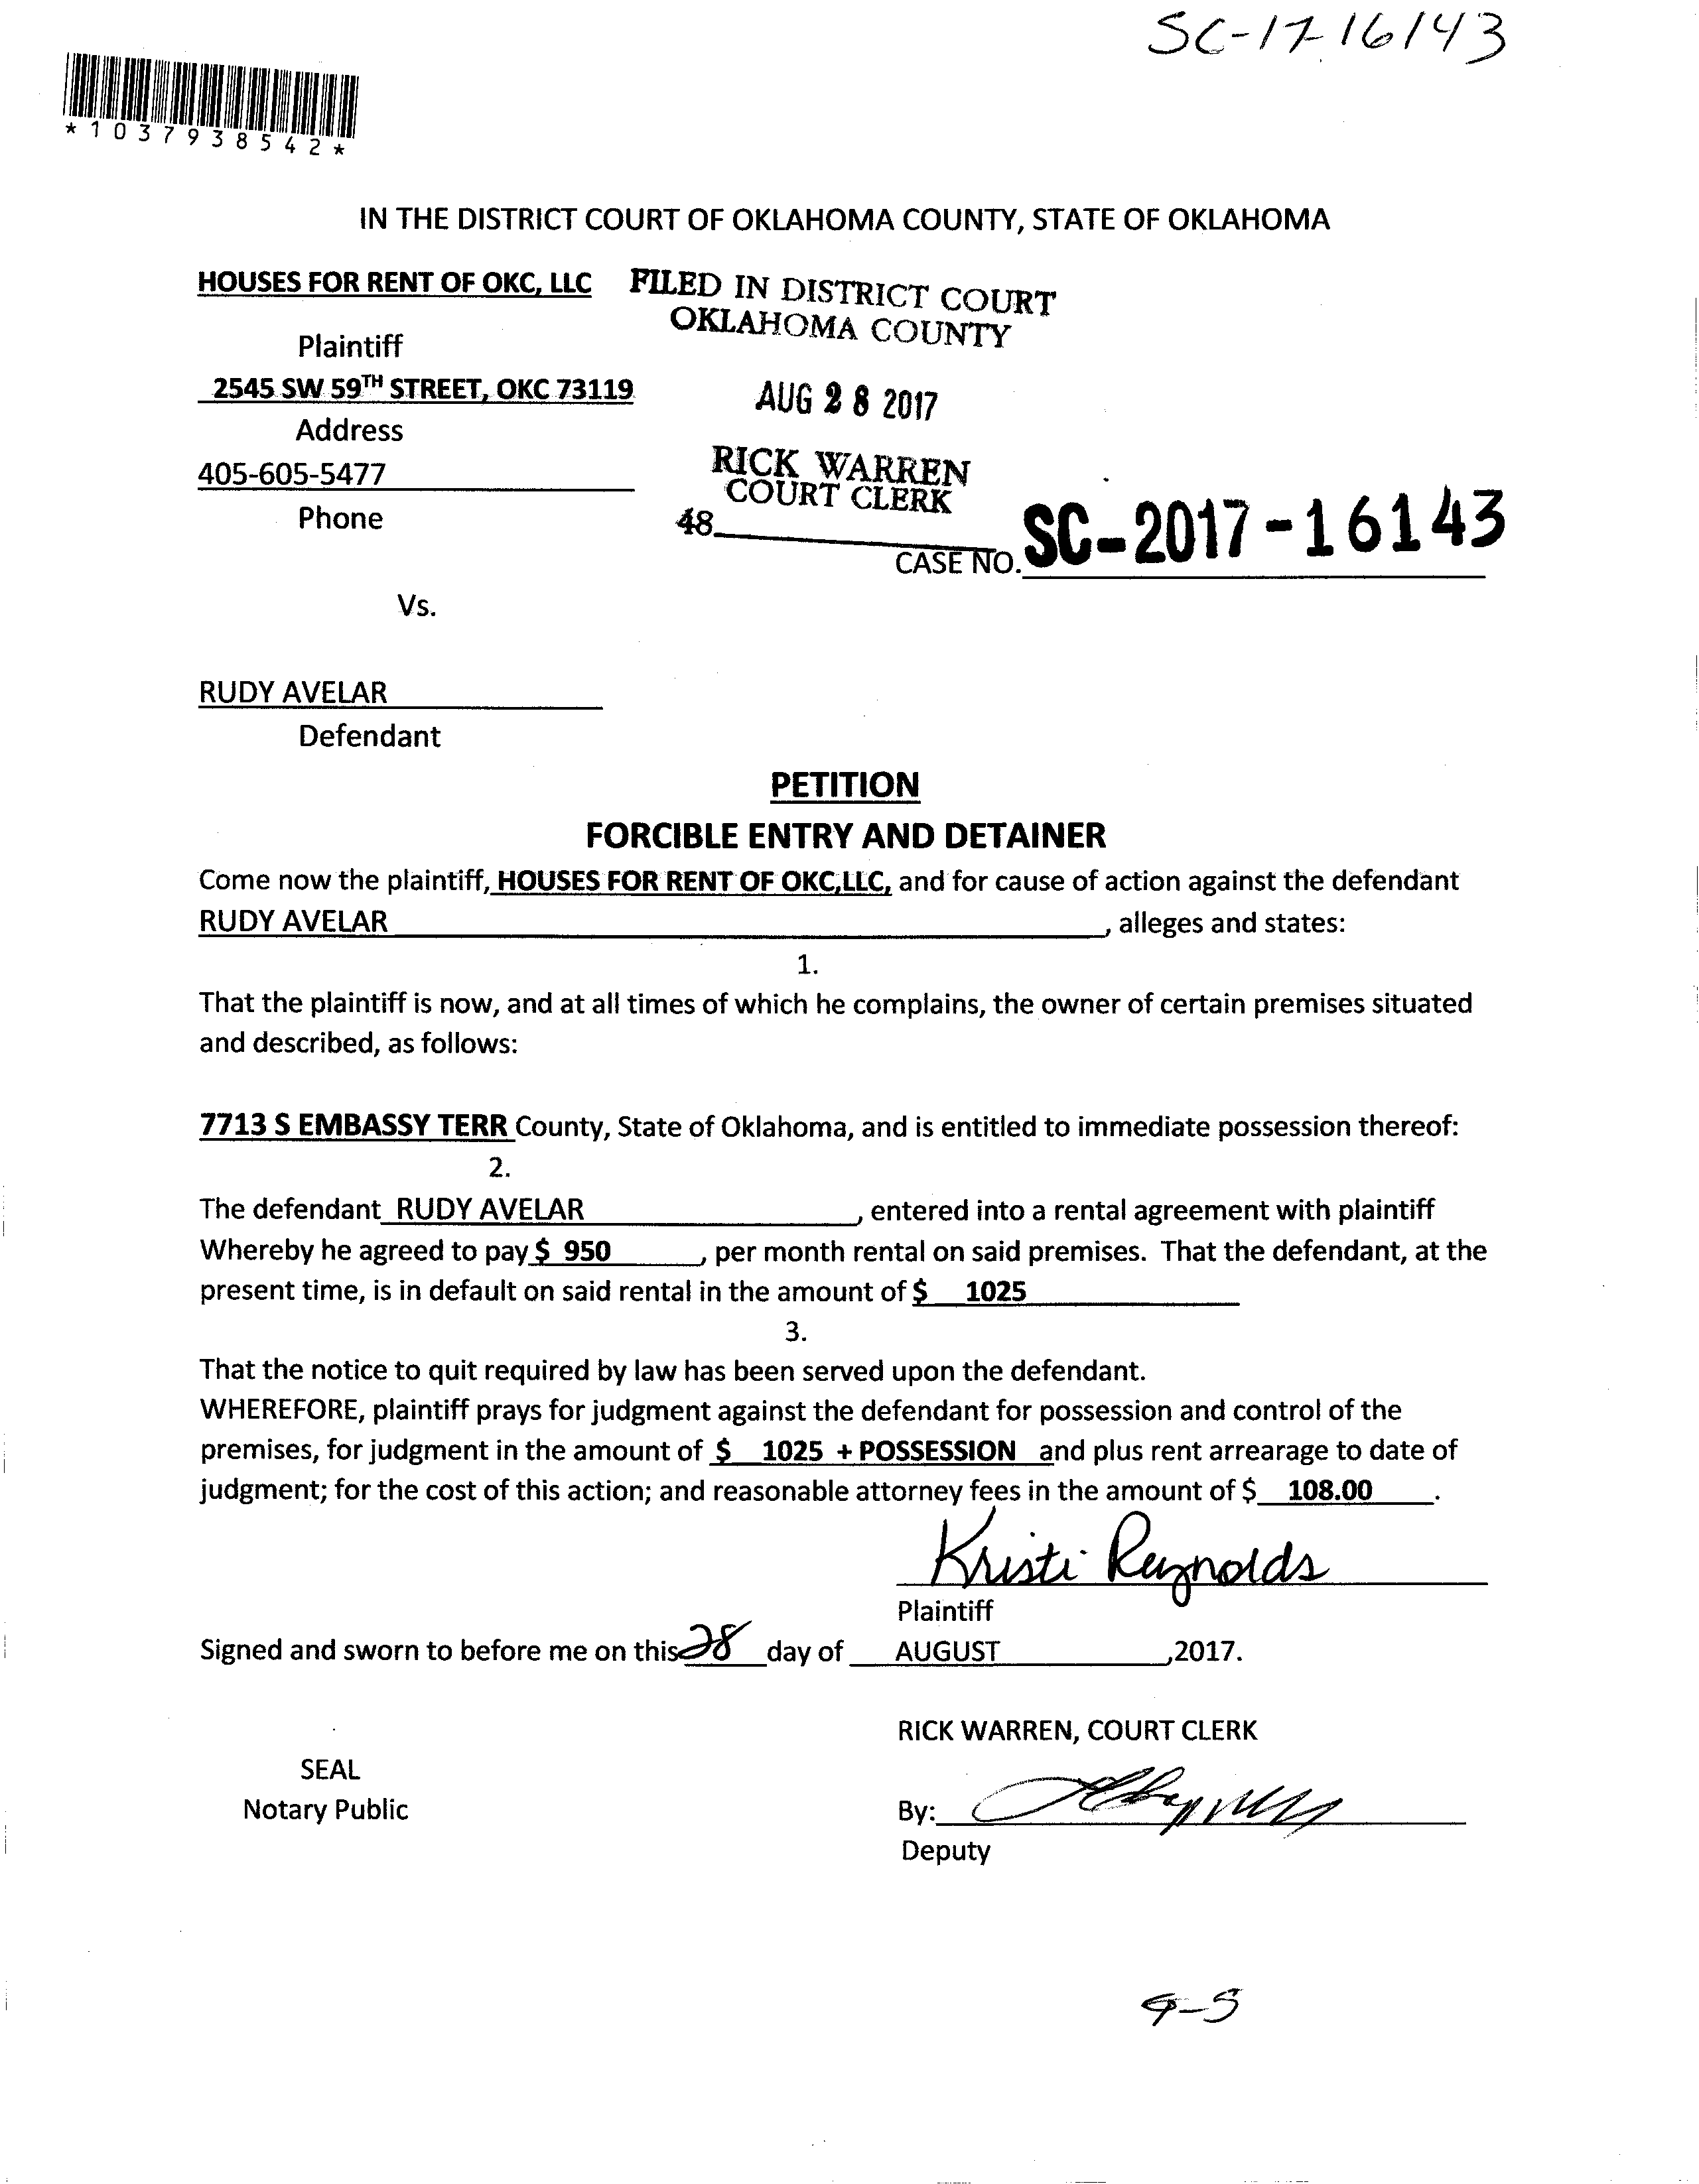 SC-17-16143
*1037938542*
IN THE DISTRICT COURT OF OKLAHOMA COUNTY, STATE OF OKLAHOMA
HOUSES FOR RENT OF OKC, LLC
Plaintiff
2545 SW 59TH STREET, OKC 73119
Address
405-605-5477
Phone
FILED IN DISTRICT COURT
OKLAHOMA COUNTY
AUG 28 2017
RICK WARREN
COURT CLERK
48
CASE NO. SC-2017-16143
Vs.
RUDY AVELAR
Defendant
PETITION
FORCIBLE ENTRY AND DETAINER
Come now the plaintiff, HOUSES FOR RENT OF OKC,LLC, and for cause of action against the defendant
RUDY AVELAR, alleges and states:
1.
That the plaintiff is now, and at all times of which he complains, the owner of certain premises situated
and described, as follows:
7713 S EMBASSY TERR County, State of Oklahoma, and is entitled to immediate possession thereof:
2.
The defendant RUDY AVELAR, entered into a rental agreement with plaintiff
Whereby he agreed to pay $ 950, per month rental on said premises. That the defendant, at the
present time, is in default on said rental in the amount of $ 1025
3.
That the notice to quit required by law has been served upon the defendant.
WHEREFORE, plaintiff prays for judgment against the defendant for possession and control of the
premises, for judgment in the amount of $ 1025 + POSSESSION and plus rent arrearage to date of
judgment; for the cost of this action; and reasonable attorney fees in the amount of $ 108.00.
Kristi Reynolds
Plaintiff
Signed and sworn to before me on this 28 day of AUGUST,2017.
RICK WARREN, COURT CLERK
SEAL
Notary Public
By:
Deputy
9-5